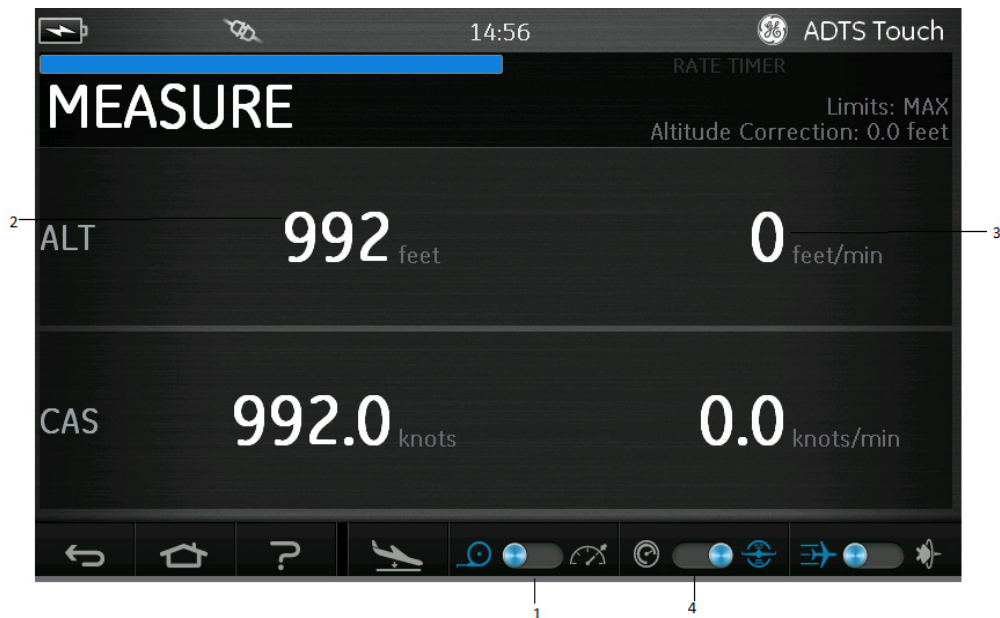 14:56
ADTS Touch
RATE TIMER
MEASURE
Limits: MAX
Altitude Correction: 0.0 feet
2
ALT 992 feet 0 feet/min
3
CAS 992.0 knots 0.0 knots/min
?
1
4